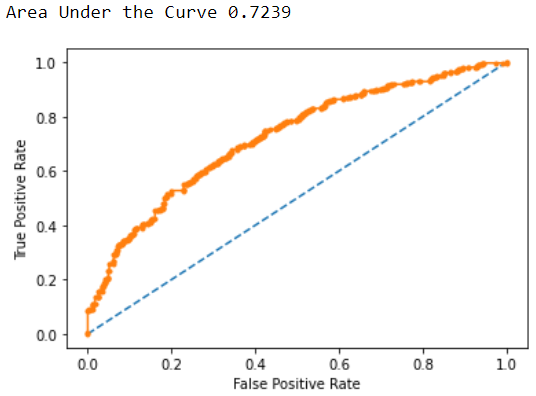 Area Under the Curve 0.7239
1.0
0.8
0.6
0.4
0.2
0.0
True Positive Rate
0.0 0.2 0.4 0.6 0.8 1.0
False Positive Rate